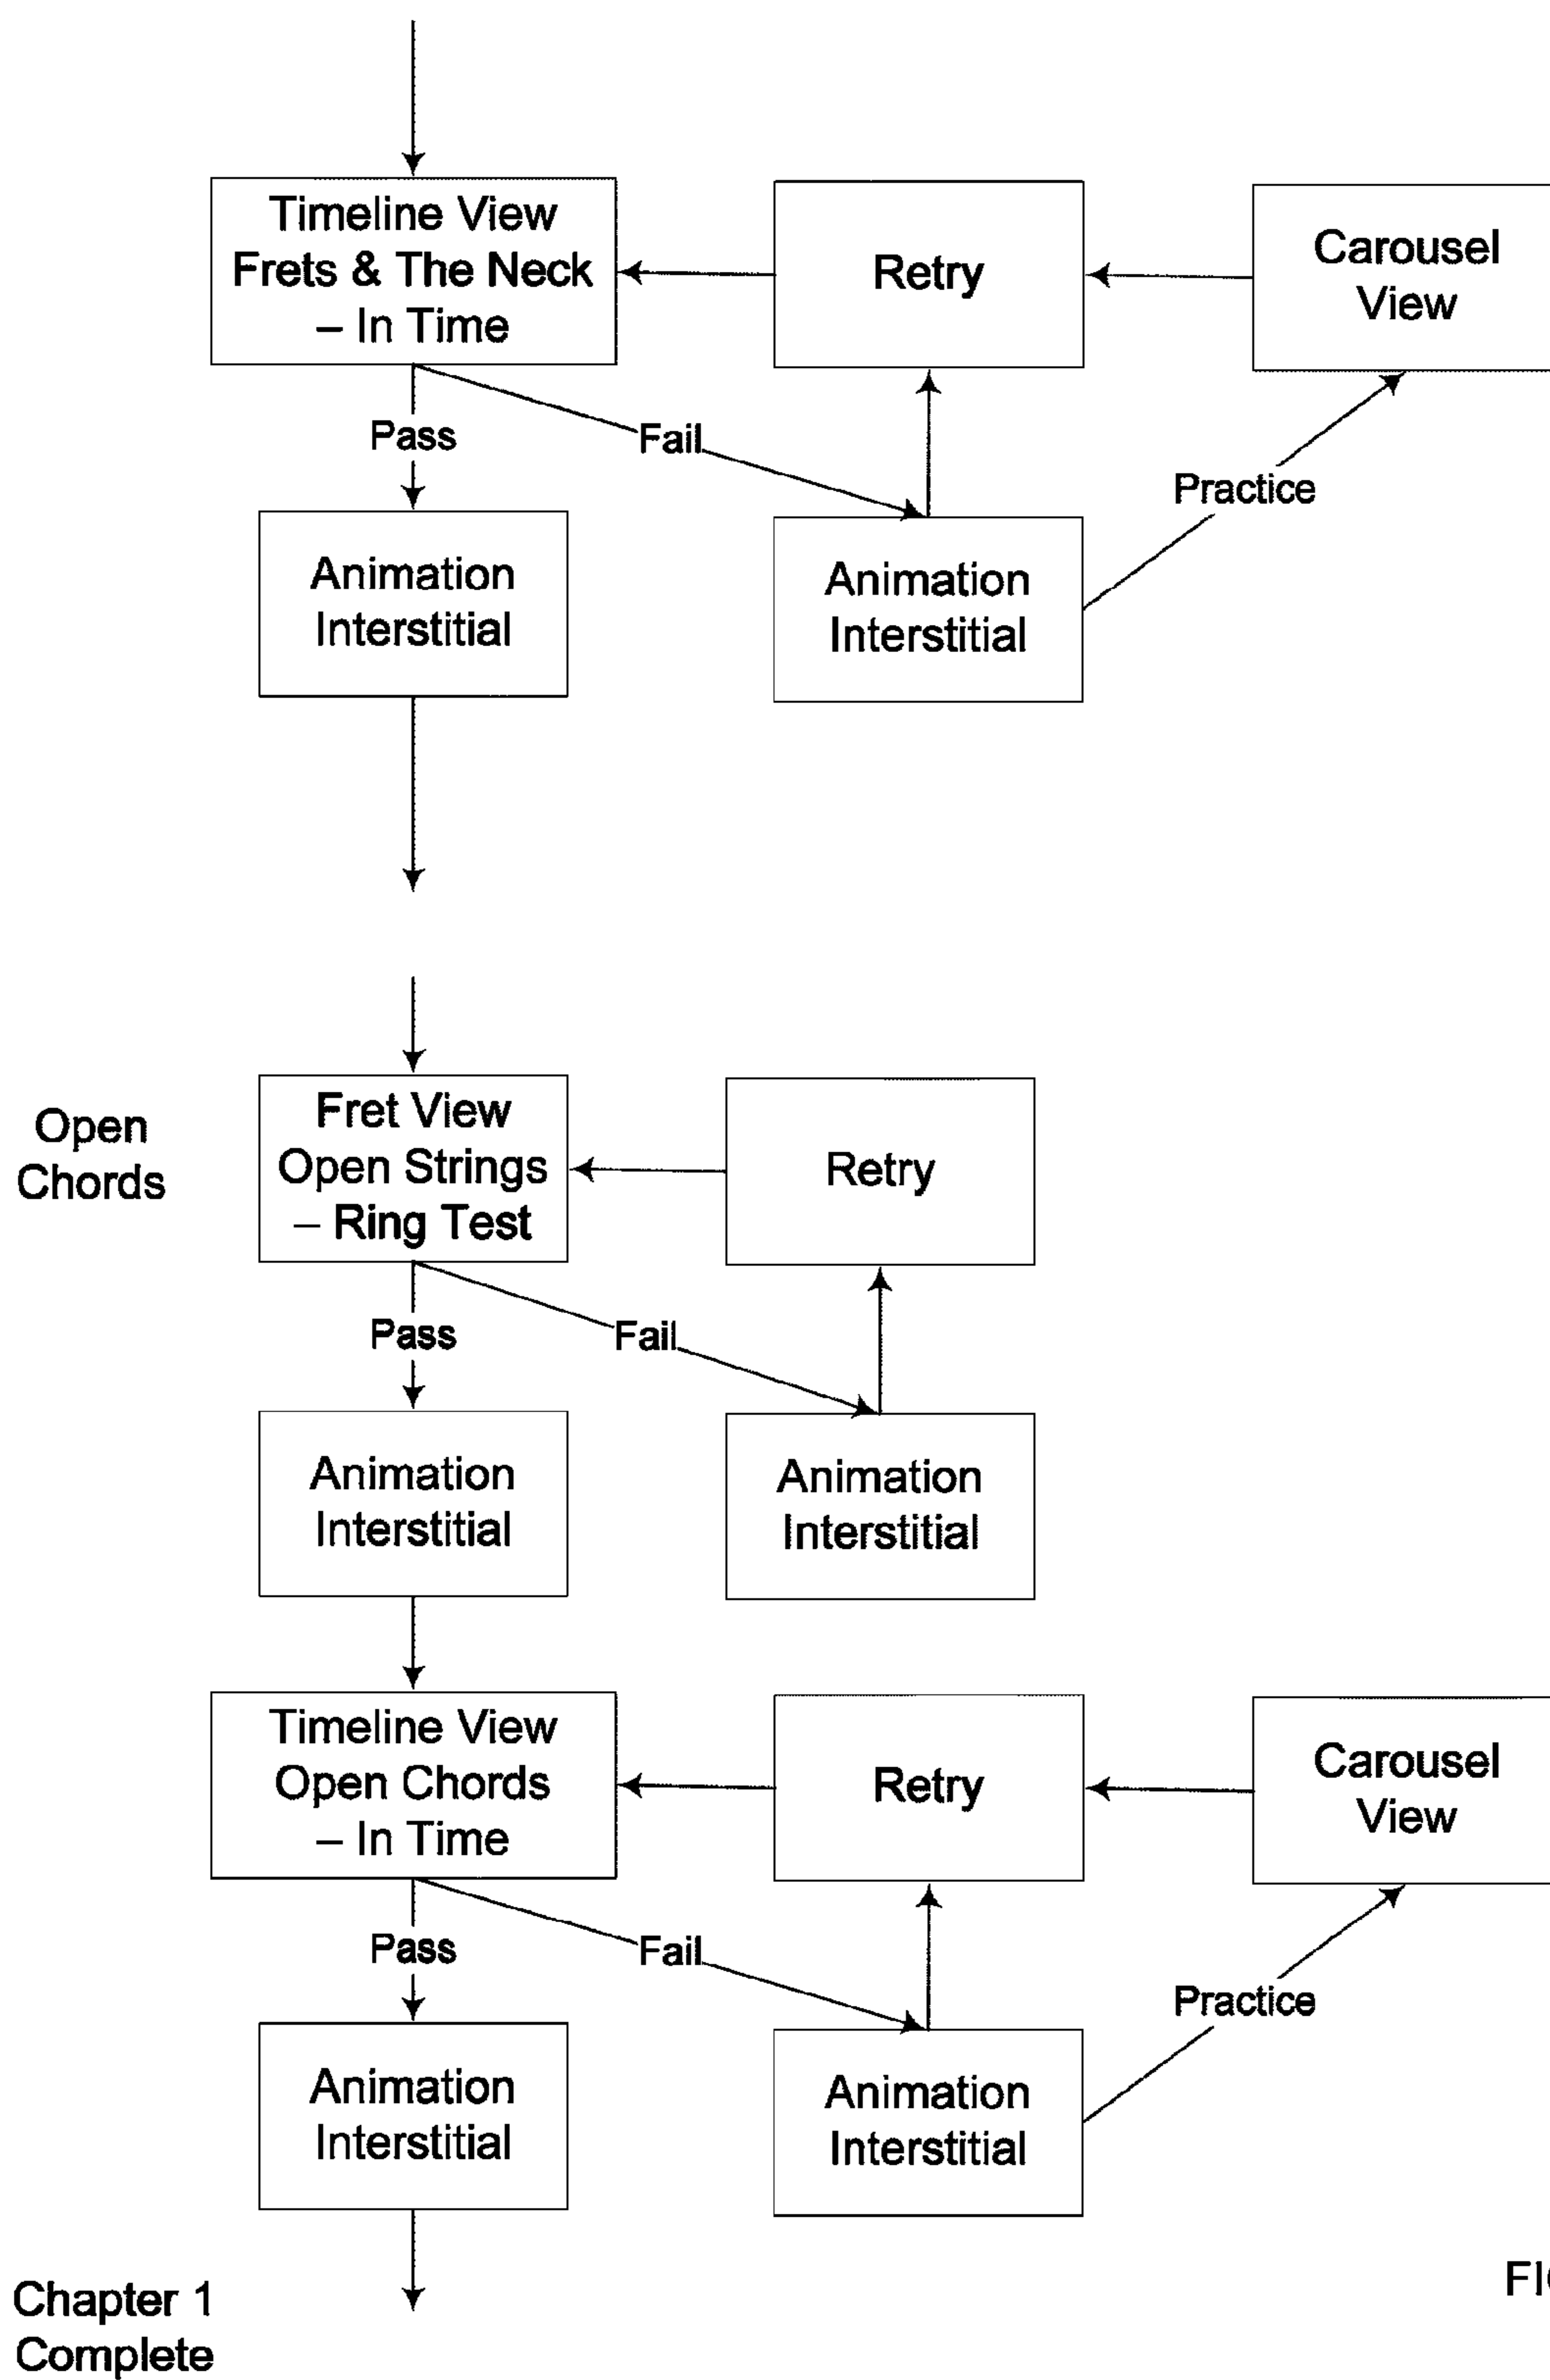 Timeline View
Frets & The Neck
– In Time
Retry
Carousel
View
Pass
Fail
Practice
Animation
Interstitial
Animation
Interstitial
Open
Chords
Fret View
Open Strings
– Ring Test
Retry
Pass
Fail
Animation
Interstitial
Animation
Interstitial
Timeline View
Open Chords
– In Time
Retry
Carousel
View
Pass
Fail
Practice
Animation
Interstitial
Animation
Interstitial
Chapter 1
Complete